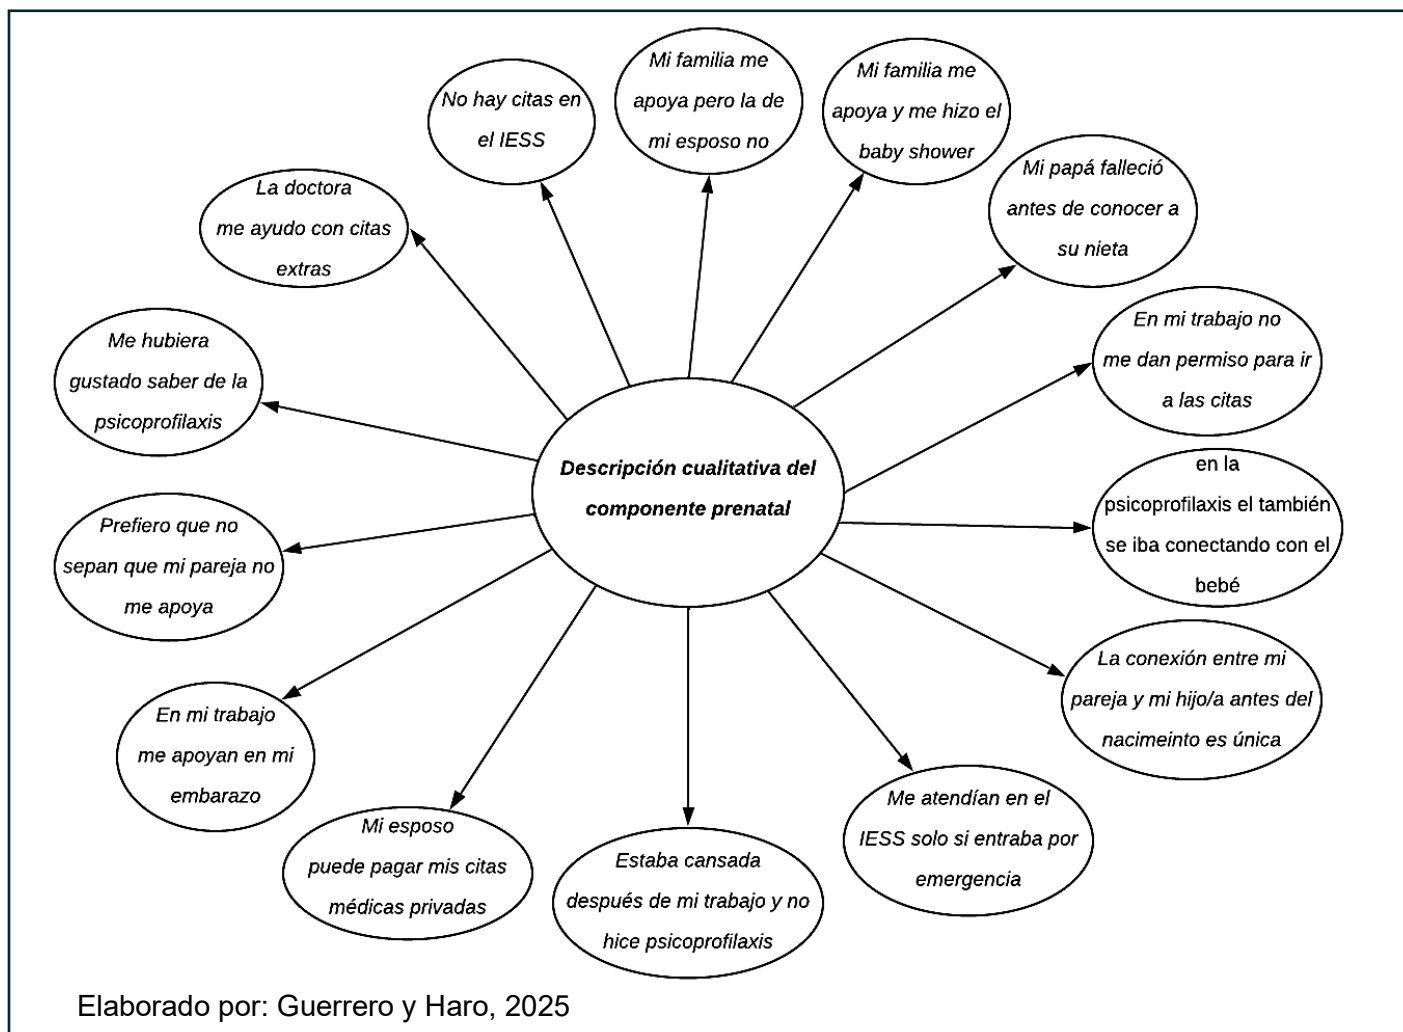 Mi familia me
apoya pero la de
mi esposo no
Mi familia me
apoya y me hizo el
baby shower
Mi papá falleció
antes de conocer a
su nieta
En mi trabajo no
me dan permiso para ir
a las citas
en la
psicoprofilaxis el también
se iba conectando con el
bebé
La conexión entre mi
pareja y mi hijo/a antes del
nacimeinto es única
Me atendían en el
IESS solo si entraba por
emergencia
Estaba cansada
después de mi trabajo y no
hice psicoprofilaxis
Mi esposo
puede pagar mis citas
médicas privadas
En mi trabajo
me apoyan en mi
embarazo
Prefiero que no
sepan que mi pareja no
me apoya
Me hubiera
gustado saber de la
psicoprofilaxis
La doctora
me ayudo con citas
extras
No hay citas en
el IESS
Descripción cualitativa del
componente prenatal
Elaborado por: Guerrero y Haro, 2025